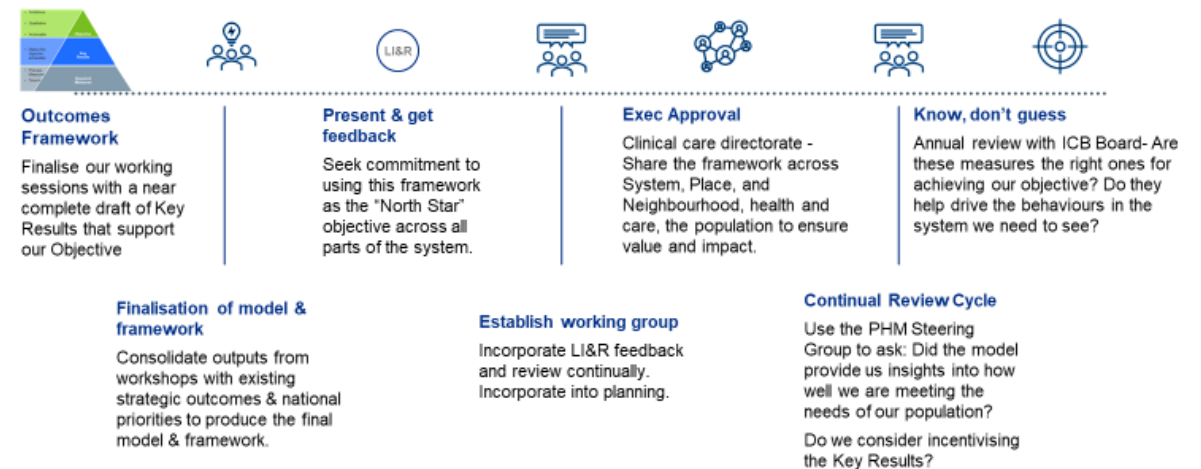 LI&R
Outcomes
Framework
Finalise our working
sessions with a near
complete draft of Key
Results that support
our Objective
Present & get
feedback
Seek commitment to
using this framework
as the “North Star”
objective across all
parts of the system.
Exec Approval
Clinical care directorate -
Share the framework across
System, Place, and
Neighbourhood, health and
care, the population to ensure
value and impact.
Know, don’t guess
Annual review with ICB Board- Are
these measures the right ones for
achieving our objective? Do they
help drive the behaviours in the
system we need to see?
Finalisation of model &
framework
Consolidate outputs from
workshops with existing
strategic outcomes & national
priorities to produce the final
model & framework.
Establish working group
Incorporate LI&R feedback
and review continually.
Incorporate into planning.
Continual Review Cycle
Use the PHM Steering
Group to ask: Did the model
provide us insights into how
well we are meeting the
needs of our population?
Do we consider incentivising
the Key Results?